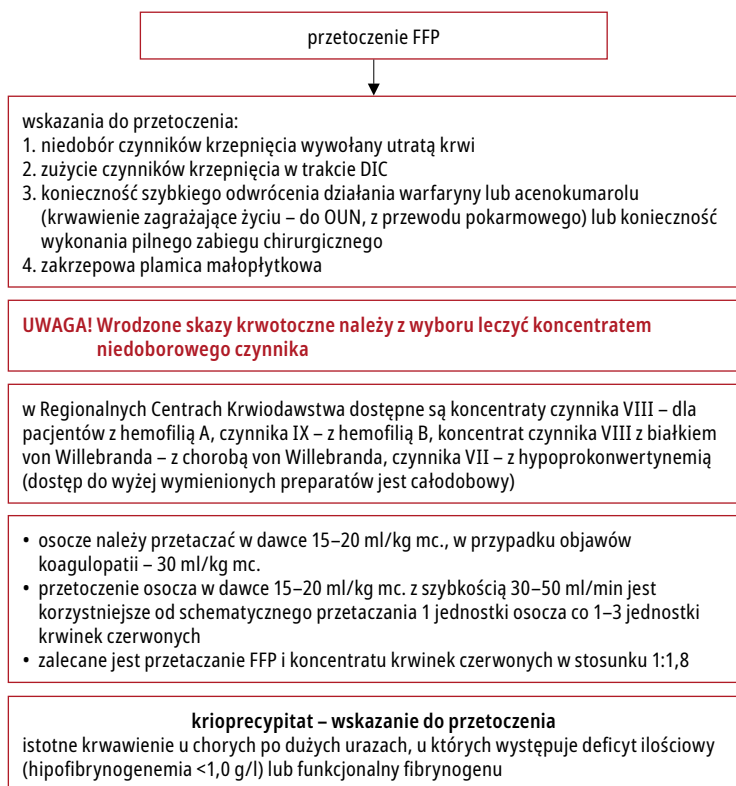 przetoczenie FFP
wskazania do przetoczenia:
1. niedobór czynników krzepnięcia wywołany utratą krwi
2. zużycie czynników krzepnięcia w trakcie DIC
3. konieczność szybkiego odwrócenia działania warfaryny lub acenokumarolu
(krwawienie zagrażające życiu – do OUN, z przewodu pokarmowego) lub konieczność
wykonania pilnego zabiegu chirurgicznego
4. zakrzepowa plamica małopłytkowa
UWAGA! Wrodzone skazy krwotoczne należy z wyboru leczyć koncentratem
niedoborowego czynnika
w Regionalnych Centrach Krwiodawstwa dostępne są koncentraty czynnika VIII – dla
pacjentów z hemofilią A, czynnika IX – z hemofilią B, koncentrat czynnika VIII z białkiem
von Willebranda – z chorobą von Willebranda, czynnika VII – z hypoprokonwertynemią
(dostęp do wyżej wymienionych preparatów jest całodobowy)
• osocze należy przetaczać w dawce 15–20 ml/kg mc., w przypadku objawów
koagulopatii – 30 ml/kg mc.
• przetoczenie osocza w dawce 15–20 ml/kg mc. z szybkością 30–50 ml/min jest
korzystniejsze od schematycznego przetaczania 1 jednostki osocza co 1–3 jednostki
krwinek czerwonych
• zalecane jest przetaczanie FFP i koncentratu krwinek czerwonych w stosunku 1:1,8
krioprecypitat – wskazanie do przetoczenia
istotne krwawienie u chorych po dużych urazach, u których występuje deficyt ilościowy
(hipofibrynogenemia <1,0 g/l) lub funkcjonalny fibrynogenu